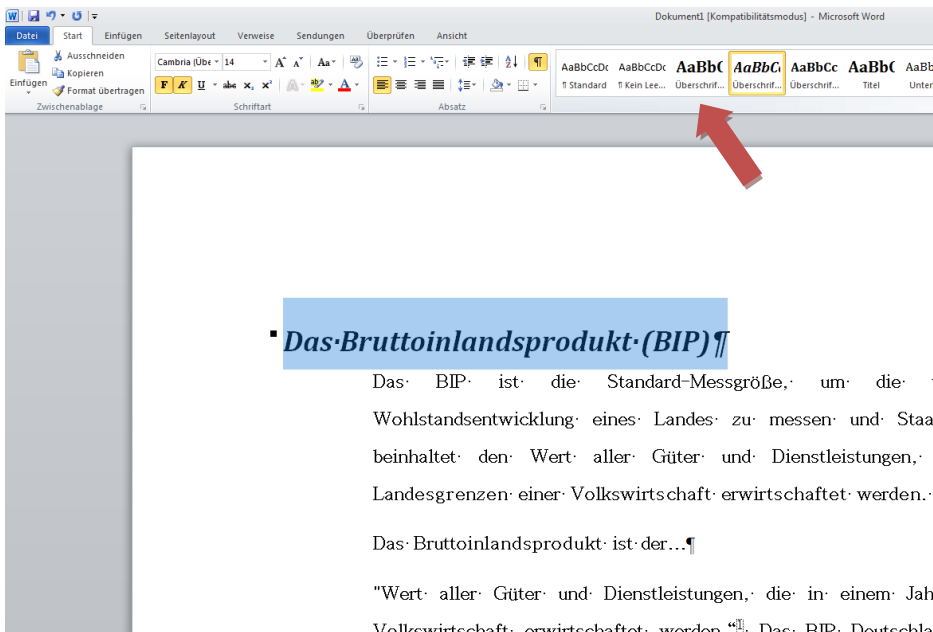 Dokument1 [Kompatibilitätsmodus] - Microsoft Word
Datei Start Einfügen Seitenlayout Verweise Sendungen Überprüfen Ansicht
Ausschneiden
Kopieren
Format übertragen
Einfügen
Cambria (Übe 14
F K U abc x₂ x²
AaBbCcDc AaBbCcDc AaBb( AaBbC AaBbCc AaBb( AaBb
¶ Standard ¶ Kein Lee... Überschrif... Überschrif... Überschrif... Titel Unter
Zwischenablage Schriftart Absatz
Das·Bruttoinlandsprodukt·(BIP)¶
Das· BIP· ist· die· Standard-Messgröße,· um· die·
Wohlstandsentwicklung· eines· Landes· zu· messen· und· Staa
beinhaltet· den· Wert· aller· Güter· und· Dienstleistungen,·
Landesgrenzen· einer· Volkswirtschaft· erwirtschaftet· werden.·
Das· Bruttoinlandsprodukt· ist·der...¶
"Wert· aller· Güter· und· Dienstleistungen,· die· in· einem· Jah
Volkswirtschaft· erwirtschaftet· werden.“1· Das· BIP· Deutschla